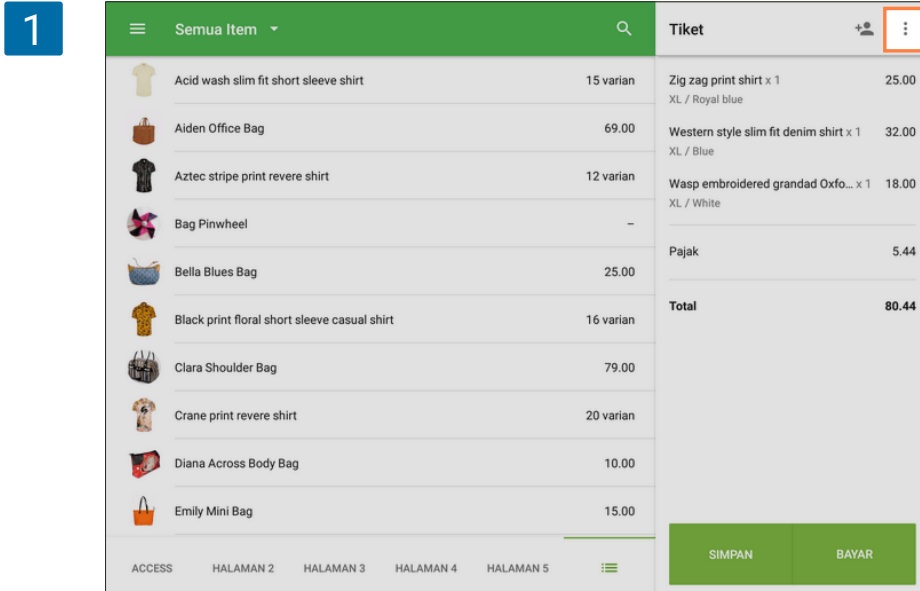 1
Semua Item
Tiket
Acid wash slim fit short sleeve shirt 15 varian
Aiden Office Bag 69.00
Aztec stripe print revere shirt 12 varian
Bag Pinwheel –
Bella Blues Bag 25.00
Black print floral short sleeve casual shirt 16 varian
Clara Shoulder Bag 79.00
Crane print revere shirt 20 varian
Diana Across Body Bag 10.00
Emily Mini Bag 15.00
ACCESS HALAMAN 2 HALAMAN 3 HALAMAN 4 HALAMAN 5
Zig zag print shirt x 1 25.00
XL / Royal blue
Western style slim fit denim shirt x 1 32.00
XL / Blue
Wasp embroidered grandad Oxfo... x 1 18.00
XL / White
Pajak 5.44
Total 80.44
SIMPAN BAYAR